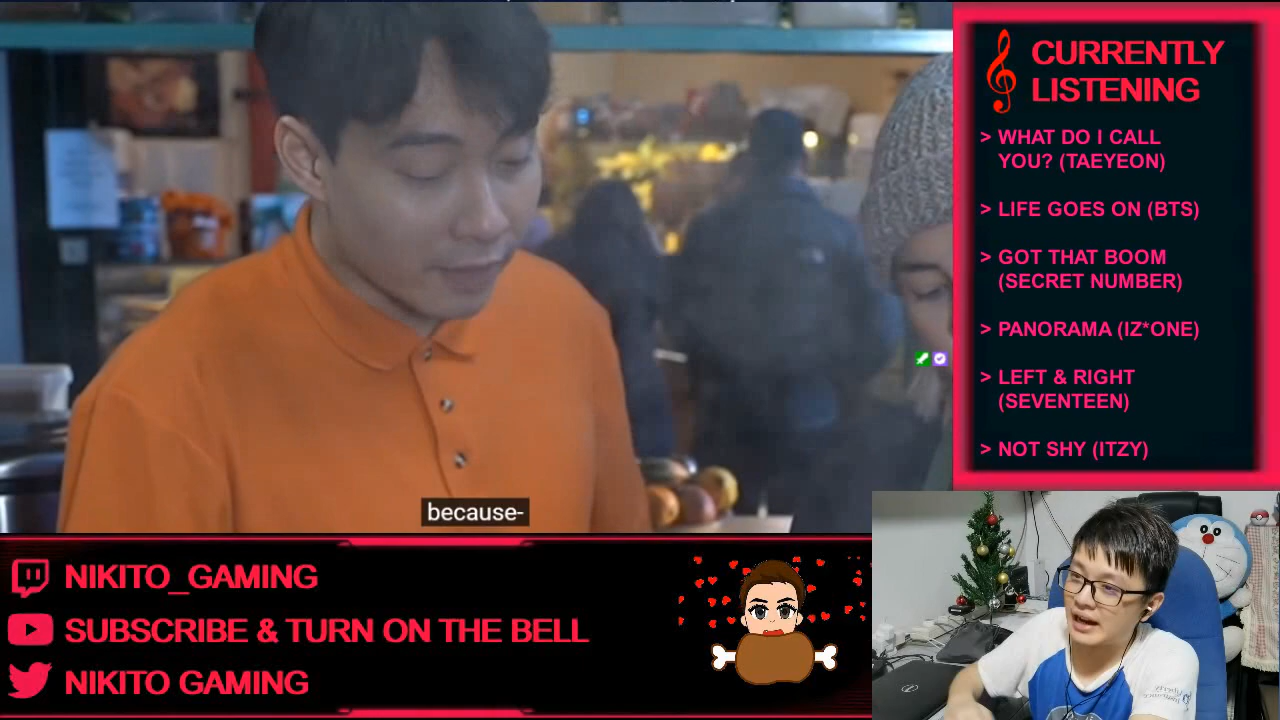 because-
CURRENTLY
LISTENING
> WHAT DO I CALL
YOU? (TAEYEON)
> LIFE GOES ON (BTS)
> GOT THAT BOOM
(SECRET NUMBER)
> PANORAMA (IZ*ONE)
> LEFT & RIGHT
(SEVENTEEN)
> NOT SHY (ITZY)
NIKITO_GAMING
SUBSCRIBE & TURN ON THE BELL
NIKITO GAMING